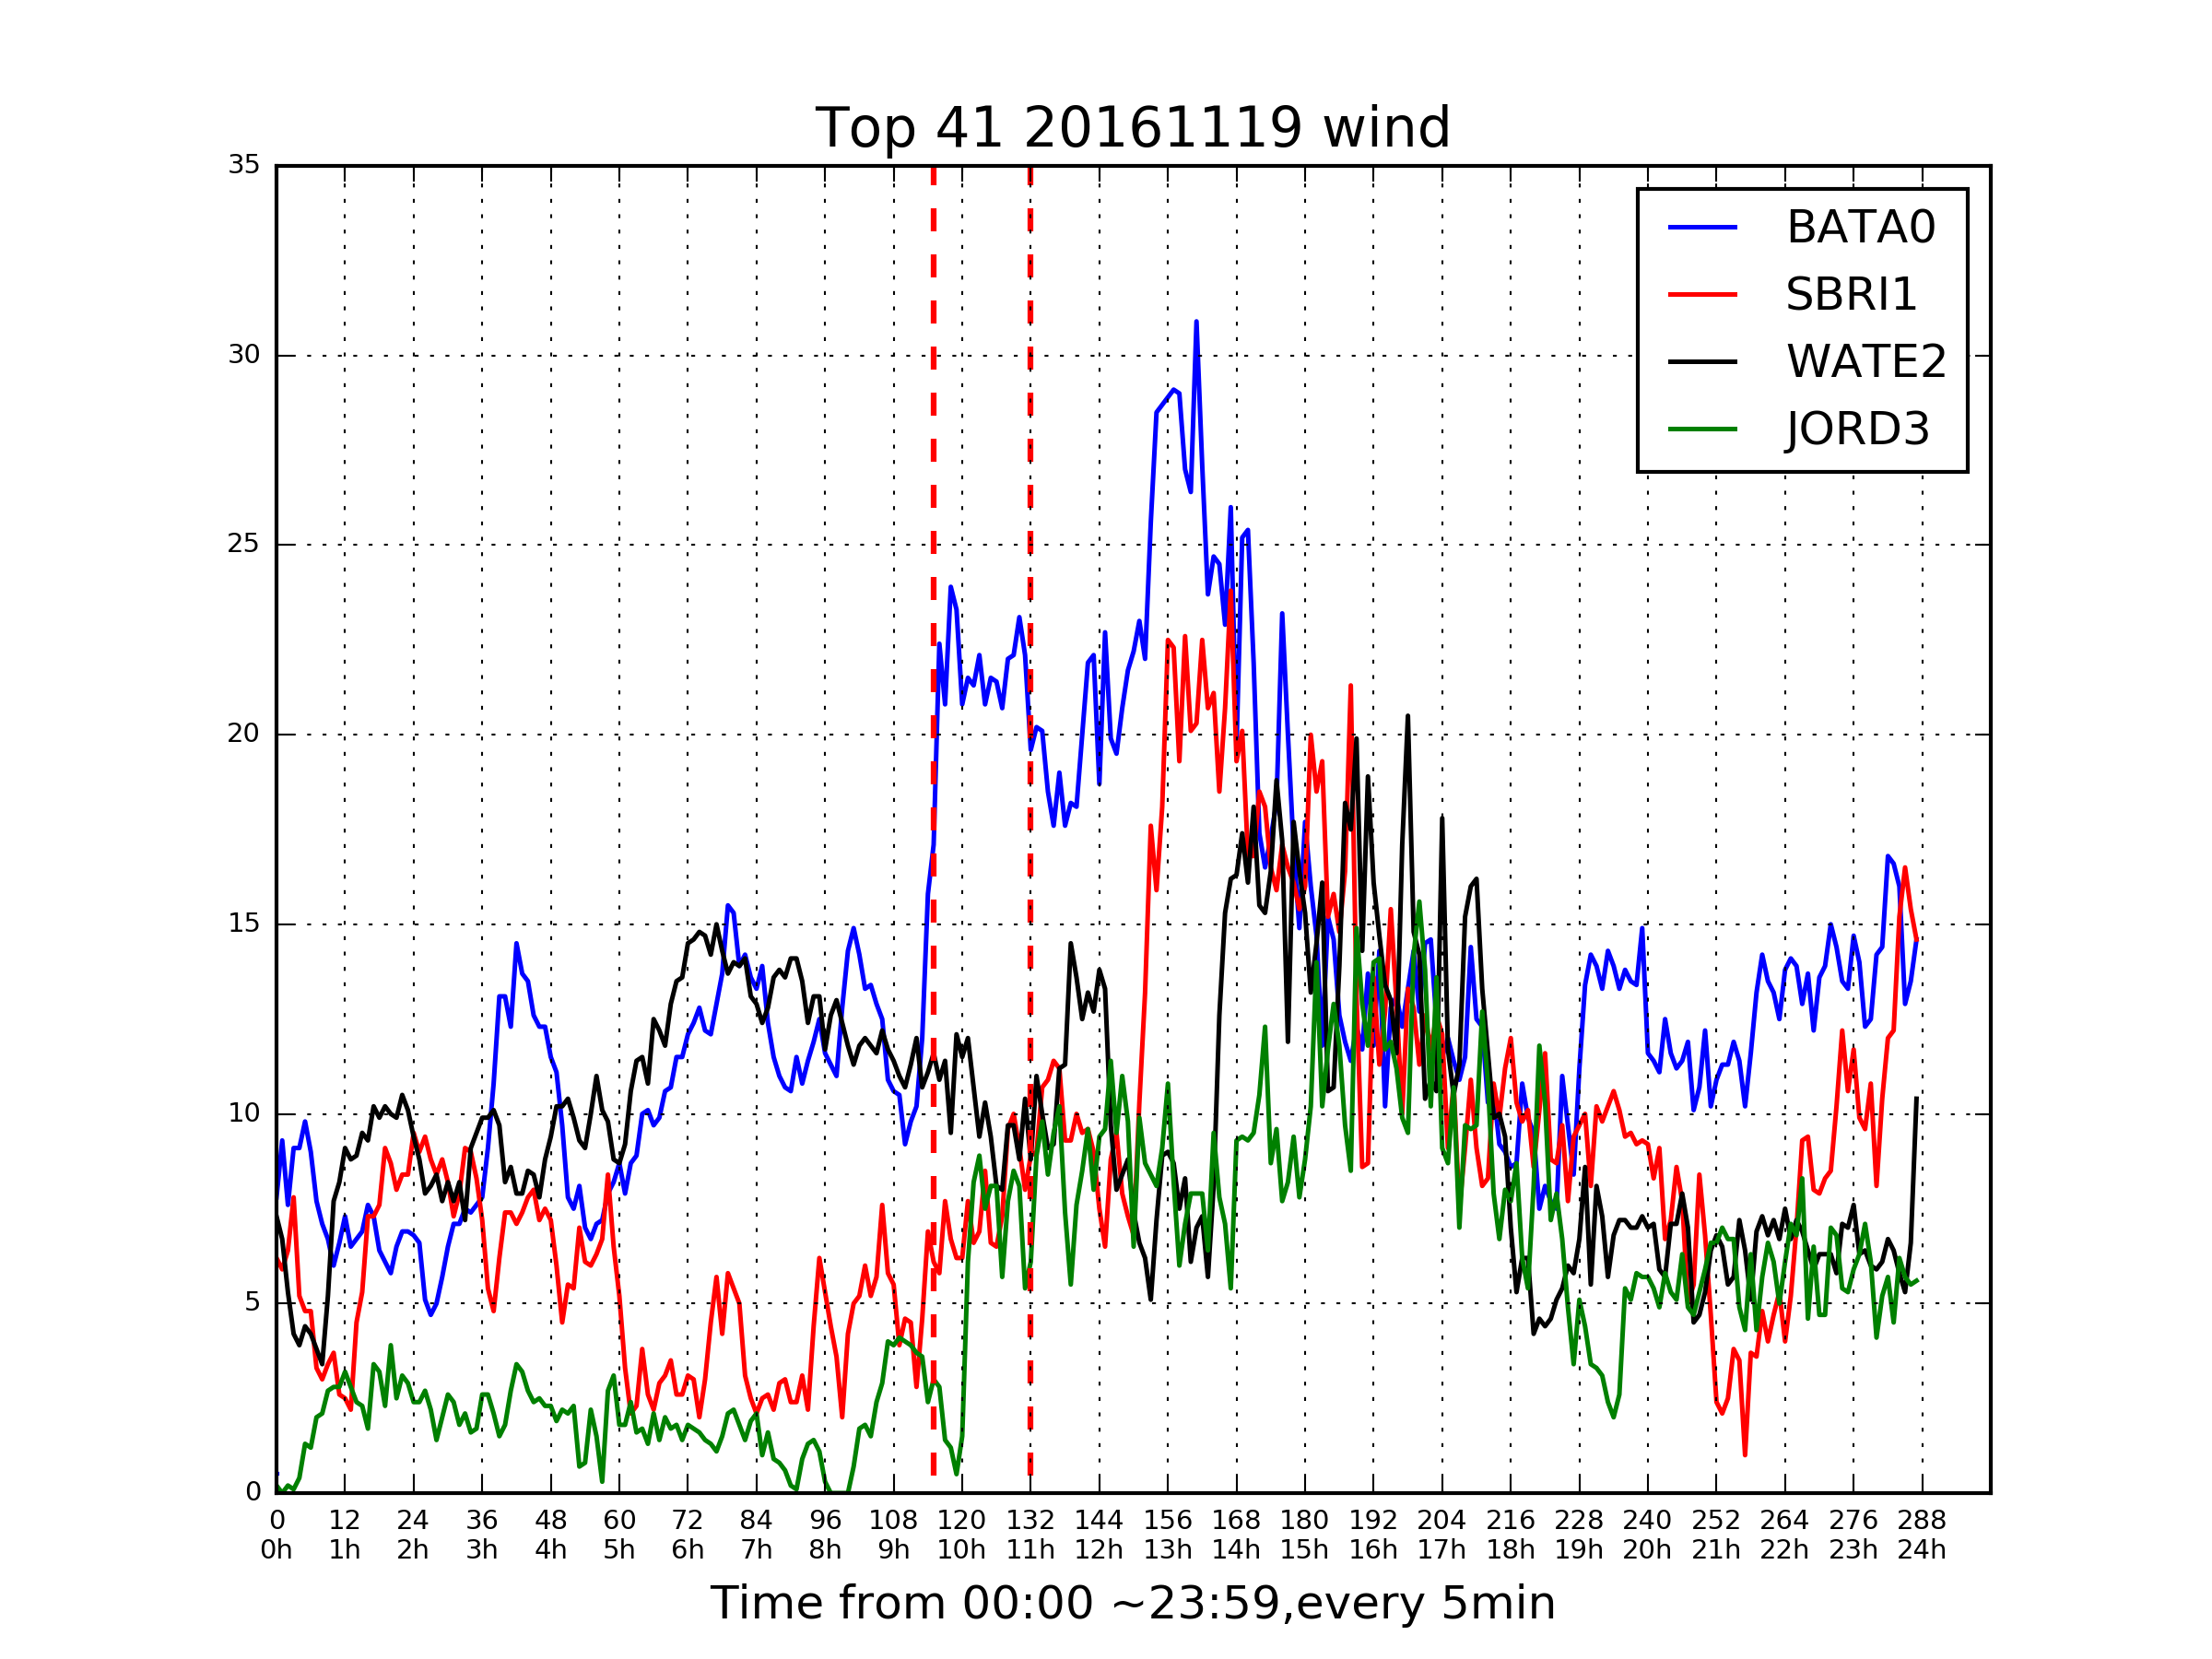 Top 41 20161119 wind
35
30
25
20
15
10
5
0
BATA0
SBRI1
WATE2
JORD3
0 12 24 36 48 60 72 84 96 108 120 132 144 156 168 180 192 204 216 228 240 252 264 276 288
0h 1h 2h 3h 4h 5h 6h 7h 8h 9h 10h 11h 12h 13h 14h 15h 16h 17h 18h 19h 20h 21h 22h 23h 24h
Time from 00:00 ~23:59,every 5min